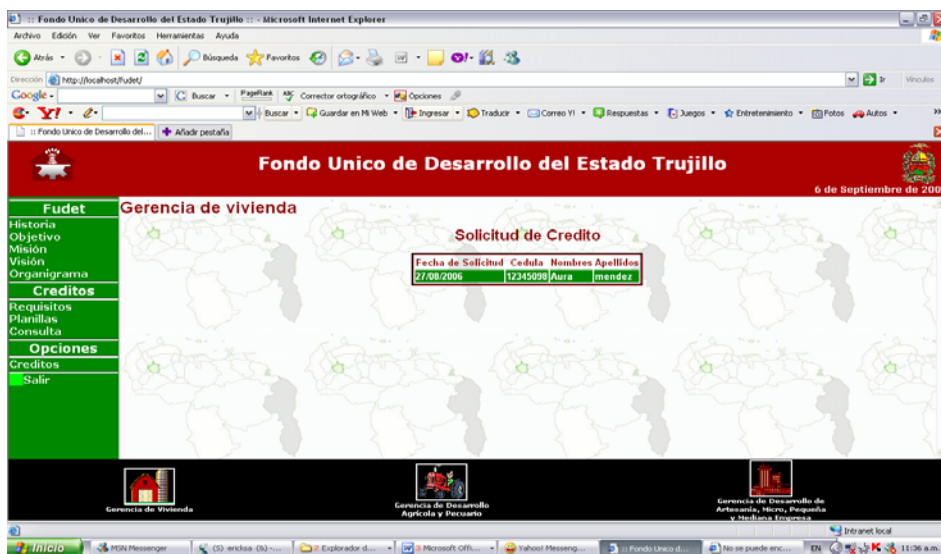 :: Fondo Unico de Desarrollo del Estado Trujillo :: - Microsoft Internet Explorer
Archivo Edición Ver Favoritos Herramientas Ayuda
Atrás Búsqueda Favoritos
Dirección http://localhost/fudet/ Ir Vínculos
Google Buscar PageRank ABC Corrector ortográfico Opciones
Y! Buscar Guardar en Mi Web Ingresar Traducir Correo Y! Respuestas Juegos Entretenimiento Fotos Autos
:: Fondo Unico de Desarrollo del... Añadir pestaña
Fondo Unico de Desarrollo del Estado Trujillo
6 de Septiembre de 200
Fudet
Historia
Objetivo
Misión
Visión
Organigrama
Creditos
Requisitos
Planillas
Consulta
Opciones
Creditos
Salir
Gerencia de vivienda
Solicitud de Credito
Fecha de Solicitud Cedula Nombres Apellidos
27/08/2006 12345098 Aura mendez
Gerencia de Vivienda
Gerencia de Desarrollo
Agrícola y Pecuario
Gerencia de Desarrollo de
Artesanía, Micro, Pequeña
y Mediana Empresa
Intranet local
Inicio MSN Messenger 2 Explorador d... 3 Microsoft Offi... Yahoo! Messeng... :: Fondo Unico d... No se puede enc... EN 11:36 a.m.